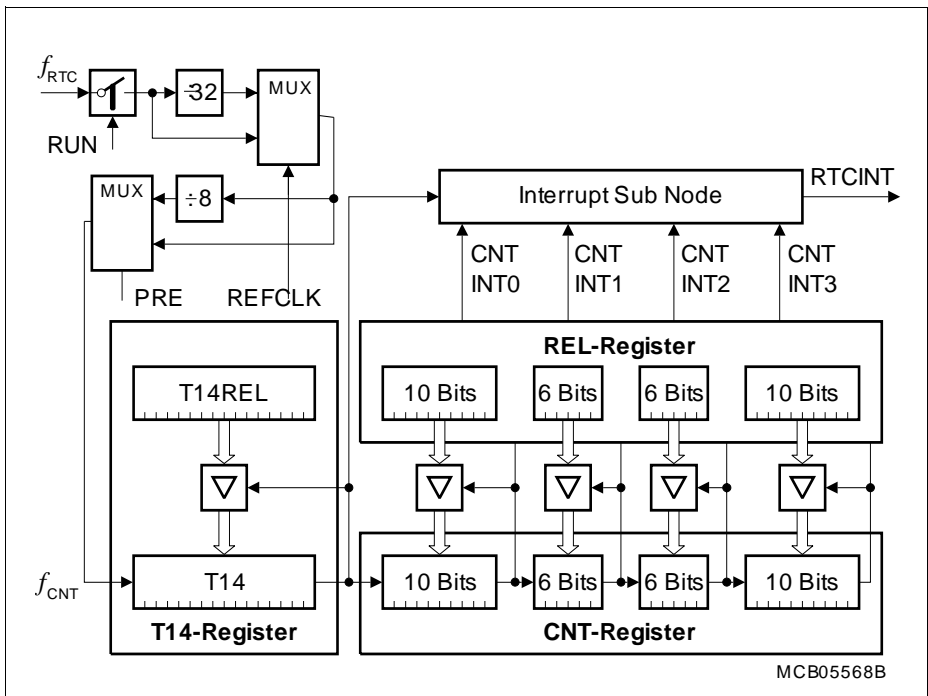 fRTC
÷32
MUX
RUN
MUX
÷8
Interrupt Sub Node
RTCINT
CNT INT0
CNT INT1
CNT INT2
CNT INT3
PRE
REFCLK
REL-Register
T14REL
10 Bits
6 Bits
6 Bits
10 Bits
fCNT
T14
10 Bits
6 Bits
6 Bits
10 Bits
T14-Register
CNT-Register
MCB05568B